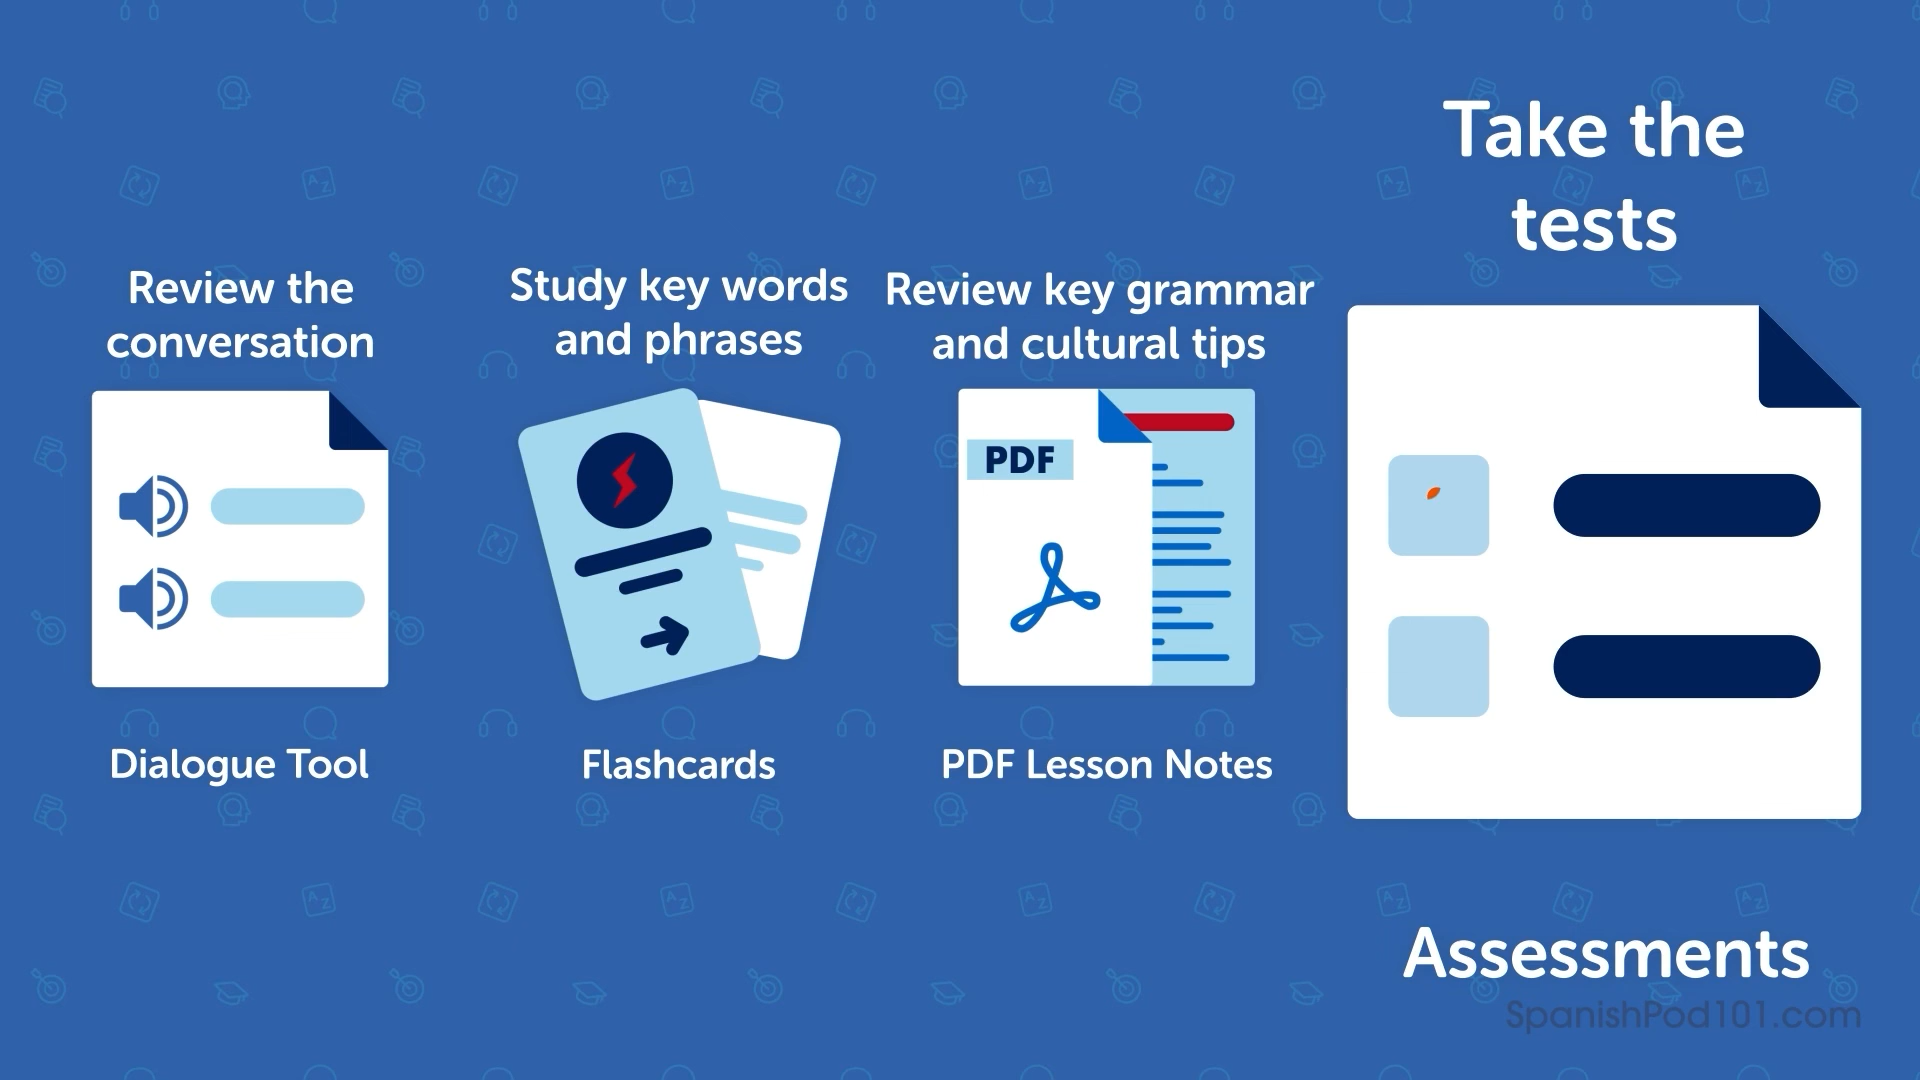 Review the
conversation
Dialogue Tool
Study key words
and phrases
Flashcards
Review key grammar
and cultural tips
PDF
PDF Lesson Notes
Take the
tests
Assessments
SpanishPod101.com